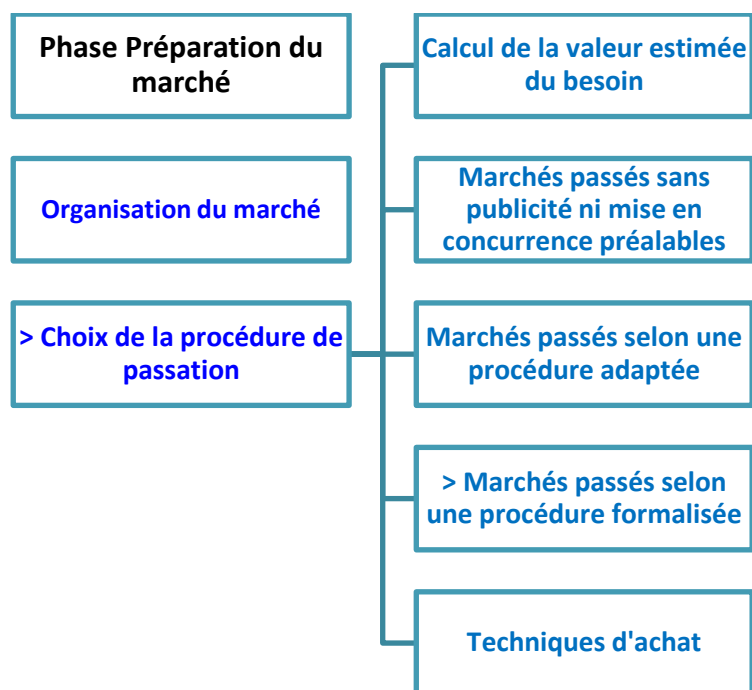 Phase Préparation du
marché
Organisation du marché
> Choix de la procédure de
passation
Calcul de la valeur estimée
du besoin
Marchés passés sans
publicité ni mise en
concurrence préalables
Marchés passés selon une
procédure adaptée
> Marchés passés selon
une procédure formalisée
Techniques d'achat